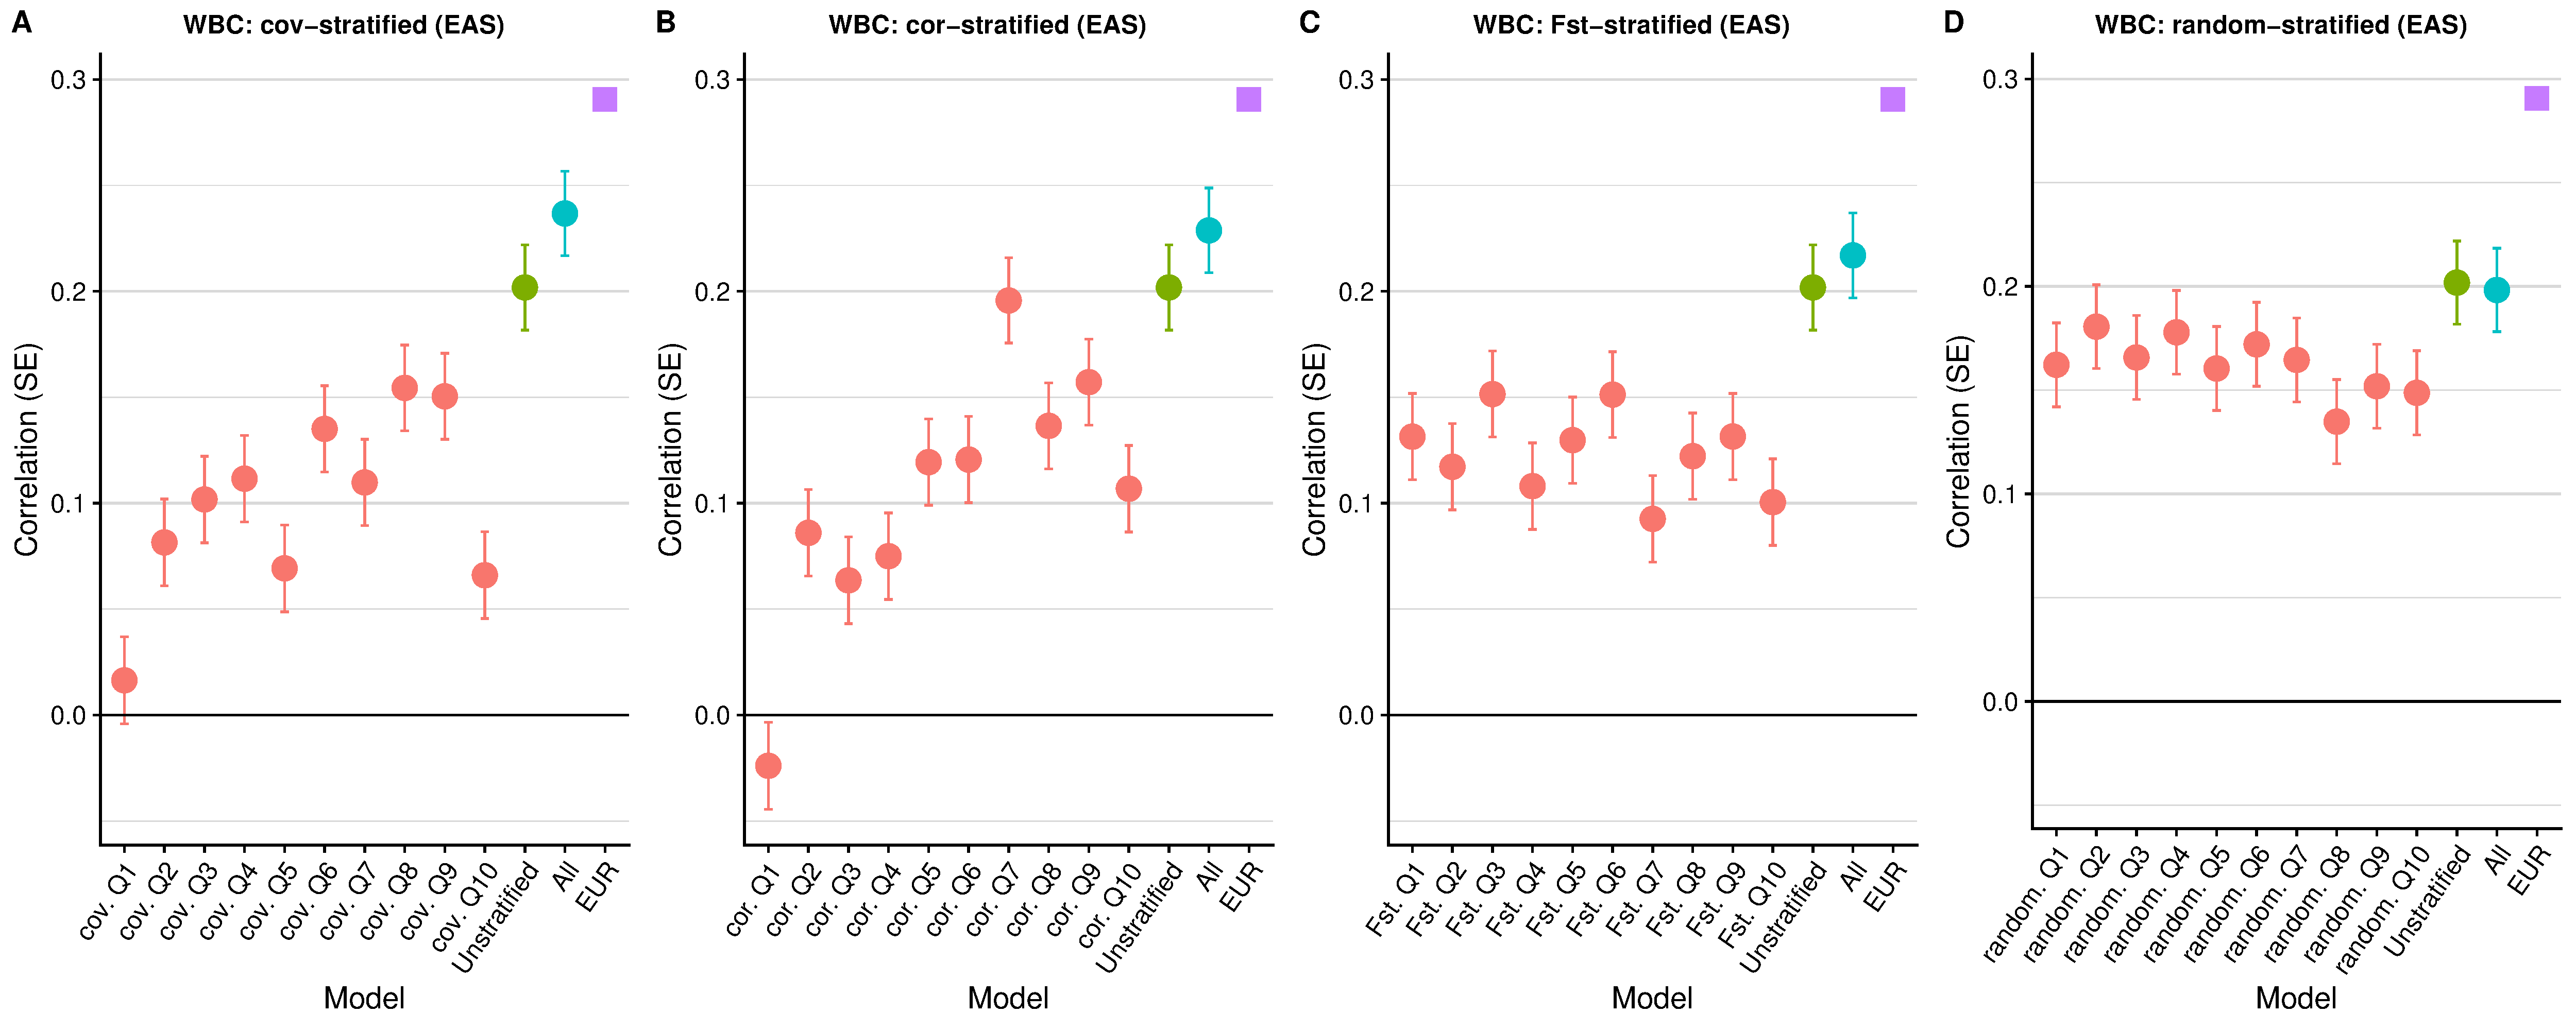 A
WBC: cov−stratified (EAS)
Correlation (SE)
0.3
0.2
0.1
0.0
cov. Q1
cov. Q2
cov. Q3
cov. Q4
cov. Q5
cov. Q6
cov. Q7
cov. Q8
cov. Q9
cov. Q10
Unstratified
All
EUR
Model
B
WBC: cor−stratified (EAS)
Correlation (SE)
0.3
0.2
0.1
0.0
cor. Q1
cor. Q2
cor. Q3
cor. Q4
cor. Q5
cor. Q6
cor. Q7
cor. Q8
cor. Q9
cor. Q10
Unstratified
All
EUR
Model
C
WBC: Fst−stratified (EAS)
Correlation (SE)
0.3
0.2
0.1
0.0
Fst. Q1
Fst. Q2
Fst. Q3
Fst. Q4
Fst. Q5
Fst. Q6
Fst. Q7
Fst. Q8
Fst. Q9
Fst. Q10
Unstratified
All
EUR
Model
D
WBC: random−stratified (EAS)
Correlation (SE)
0.3
0.2
0.1
0.0
random. Q1
random. Q2
random. Q3
random. Q4
random. Q5
random. Q6
random. Q7
random. Q8
random. Q9
random. Q10
Unstratified
All
EUR
Model